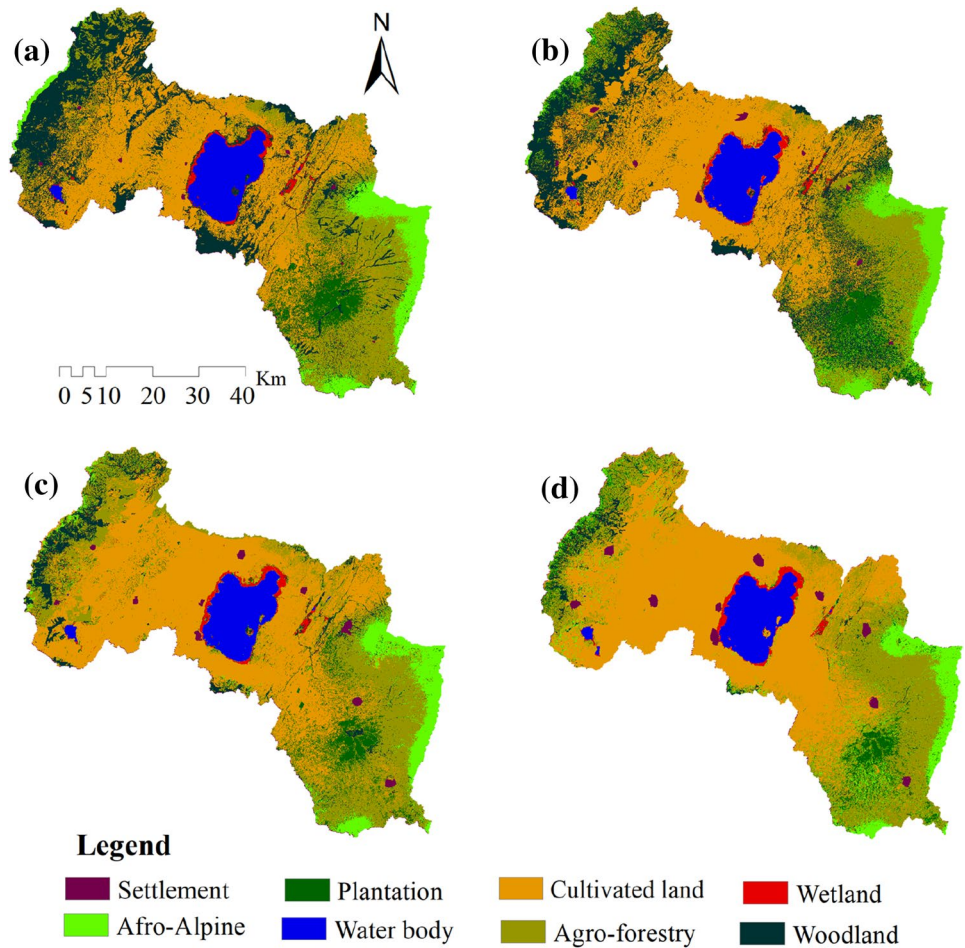 (a)
N
(b)
0 5 10 20 30 40 Km
(c)
(d)
Legend
Settlement Plantation Cultivated land Wetland
Afro-Alpine Water body Agro-forestry Woodland